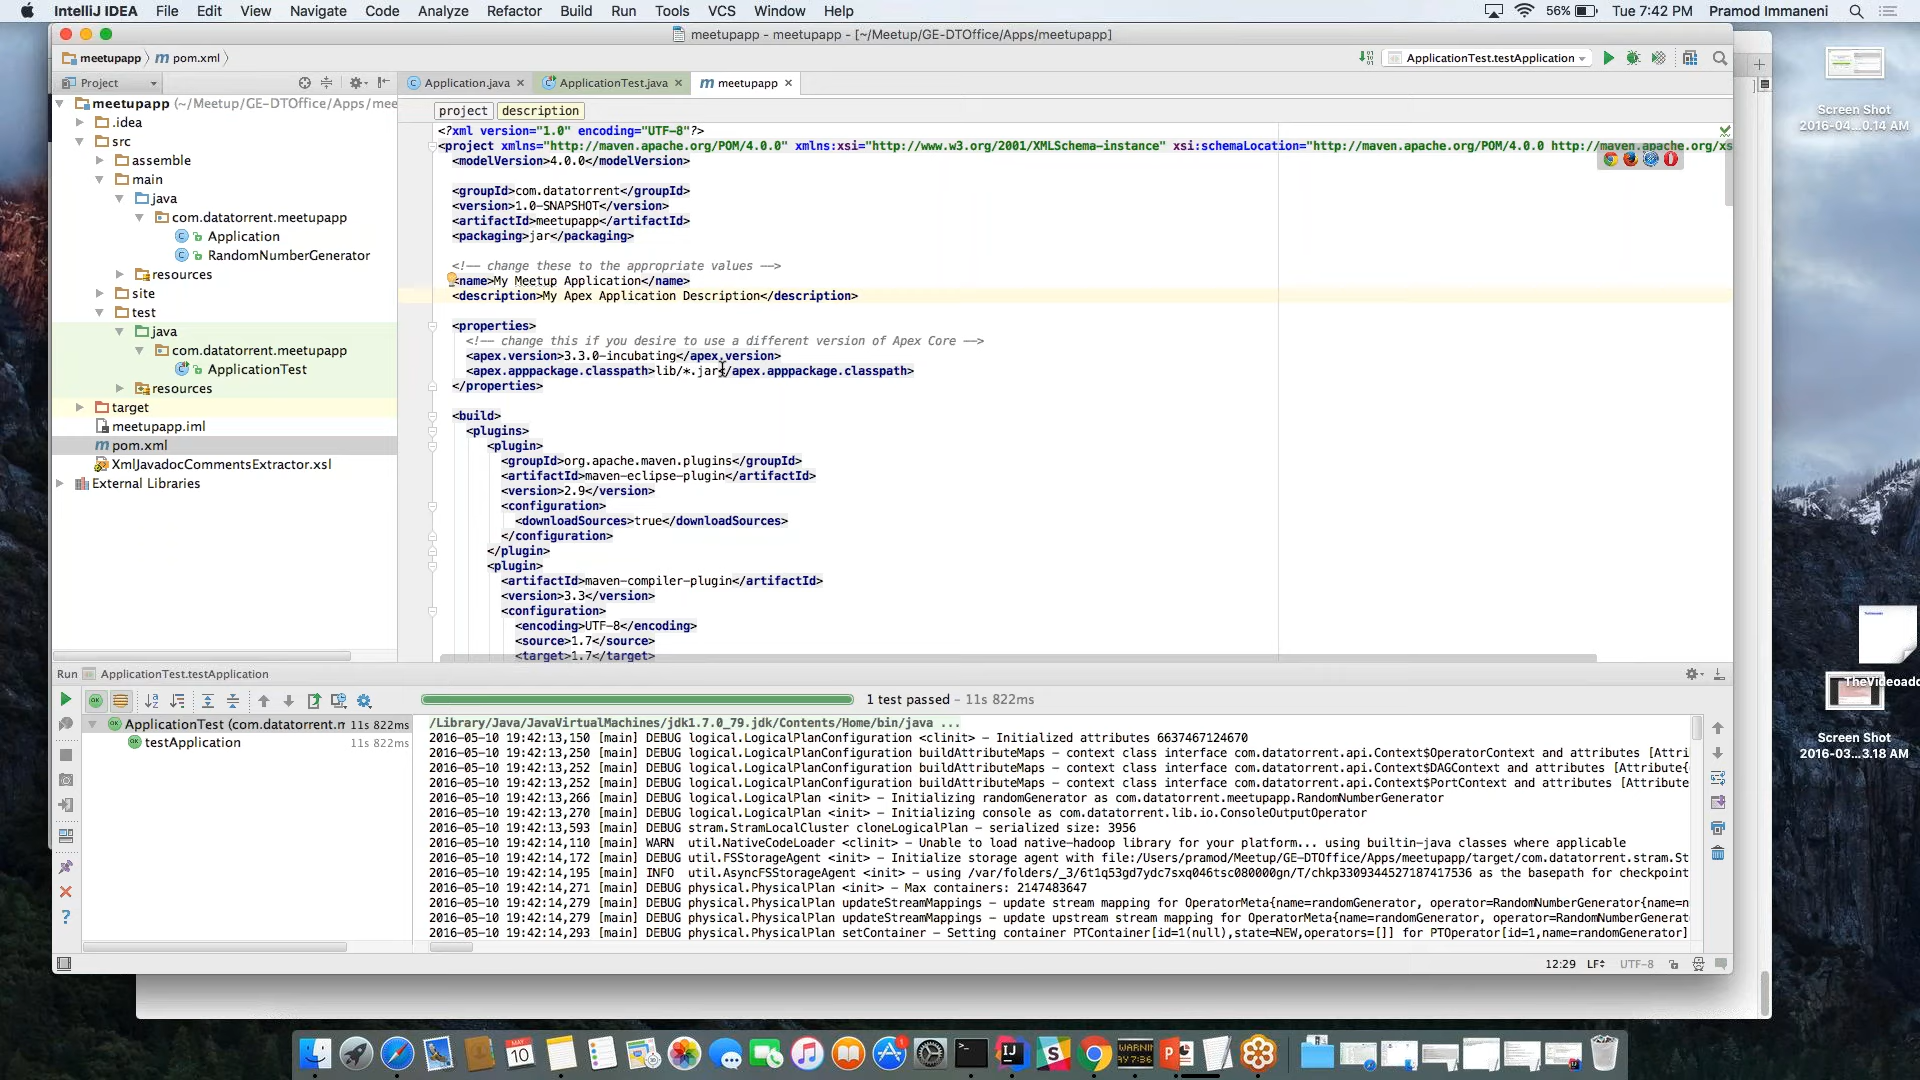 IntelliJ IDEA File Edit View Navigate Code Analyze Refactor Build Run Tools VCS Window Help 56% Tue 7:42 PM Pramod Immaneni
meetupapp - meetupapp - [~/Meetup/GE-DTOffice/Apps/meetupapp]
meetupapp pom.xml ApplicationTest.testApplication
Project Application.java ApplicationTest.java meetupapp
meetupapp (~/Meetup/GE-DTOffice/Apps/mee
.idea
src
assemble
main
java
com.datatorrent.meetupapp
Application
RandomNumberGenerator
resources
site
test
java
com.datatorrent.meetupapp
ApplicationTest
resources
target
meetupapp.iml
pom.xml
XmlJavadocCommentsExtractor.xsl
External Libraries
project description
<?xml version="1.0" encoding="UTF-8"?>
<project xmlns="http://maven.apache.org/POM/4.0.0" xmlns:xsi="http://www.w3.org/2001/XMLSchema-instance" xsi:schemaLocation="http://maven.apache.org/POM/4.0.0 http://maven.apache.org/xs
<modelVersion>4.0.0</modelVersion>
<groupId>com.datatorrent</groupId>
<version>1.0-SNAPSHOT</version>
<artifactId>meetupapp</artifactId>
<packaging>jar</packaging>
<!-- change these to the appropriate values -->
<name>My Meetup Application</name>
<description>My Apex Application Description</description>
<properties>
<!-- change this if you desire to use a different version of Apex Core -->
<apex.version>3.3.0-incubating</apex.version>
<apex.apppackage.classpath>lib/*.jar</apex.apppackage.classpath>
</properties>
<build>
<plugins>
<plugin>
<groupId>org.apache.maven.plugins</groupId>
<artifactId>maven-eclipse-plugin</artifactId>
<version>2.9</version>
<configuration>
<downloadSources>true</downloadSources>
</configuration>
</plugin>
<plugin>
<artifactId>maven-compiler-plugin</artifactId>
<version>3.3</version>
<configuration>
<encoding>UTF-8</encoding>
<source>1.7</source>
<target>1.7</target>
Run ApplicationTest.testApplication
1 test passed – 11s 822ms
ApplicationTest (com.datatorrent.m 11s 822ms
testApplication 11s 822ms
/Library/Java/JavaVirtualMachines/jdk1.7.0_79.jdk/Contents/Home/bin/java ...
2016-05-10 19:42:13,150 [main] DEBUG logical.LogicalPlanConfiguration <clinit> - Initialized attributes 6637467124670
2016-05-10 19:42:13,250 [main] DEBUG logical.LogicalPlanConfiguration buildAttributeMaps - context class interface com.datatorrent.api.Context$OperatorContext and attributes [Attri
2016-05-10 19:42:13,252 [main] DEBUG logical.LogicalPlanConfiguration buildAttributeMaps - context class interface com.datatorrent.api.Context$DAGContext and attributes [Attribute{
2016-05-10 19:42:13,252 [main] DEBUG logical.LogicalPlanConfiguration buildAttributeMaps - context class interface com.datatorrent.api.Context$PortContext and attributes [Attribute
2016-05-10 19:42:13,266 [main] DEBUG logical.LogicalPlan <init> - Initializing randomGenerator as com.datatorrent.meetupapp.RandomNumberGenerator
2016-05-10 19:42:13,270 [main] DEBUG logical.LogicalPlan <init> - Initializing console as com.datatorrent.lib.io.ConsoleOutputOperator
2016-05-10 19:42:13,593 [main] DEBUG stram.StramLocalCluster cloneLogicalPlan - serialized size: 3956
2016-05-10 19:42:14,110 [main] WARN util.NativeCodeLoader <clinit> - Unable to load native-hadoop library for your platform... using builtin-java classes where applicable
2016-05-10 19:42:14,172 [main] DEBUG util.FSStorageAgent <init> - Initialize storage agent with file:/Users/pramod/Meetup/GE-DTOffice/Apps/meetupapp/target/com.datatorrent.stram.St
2016-05-10 19:42:14,195 [main] INFO util.AsyncFSStorageAgent <init> - using /var/folders/_3/6t1q53gd7ydc7sxq046tsc080000gn/T/chkp3309344527187417536 as the basepath for checkpoint
2016-05-10 19:42:14,271 [main] DEBUG physical.PhysicalPlan <init> - Max containers: 2147483647
2016-05-10 19:42:14,279 [main] DEBUG physical.PhysicalPlan updateStreamMappings - update stream mapping for OperatorMeta{name=randomGenerator, operator=RandomNumberGenerator{name=n
2016-05-10 19:42:14,279 [main] DEBUG physical.PhysicalPlan updateStreamMappings - update upstream stream mapping for OperatorMeta{name=randomGenerator, operator=RandomNumberGenerat
2016-05-10 19:42:14,293 [main] DEBUG physical.PhysicalPlan setContainer - Setting container PTContainer[id=1(null),state=NEW,operators=[]] for PTOperator[id=1,name=randomGenerator]
12:29 LF UTF-8
Screen Shot
2016-04...0.14 AM
TheVideoad
Screen Shot
2016-03...3.18 AM
MAY
10
WARNIN
AY 7:36